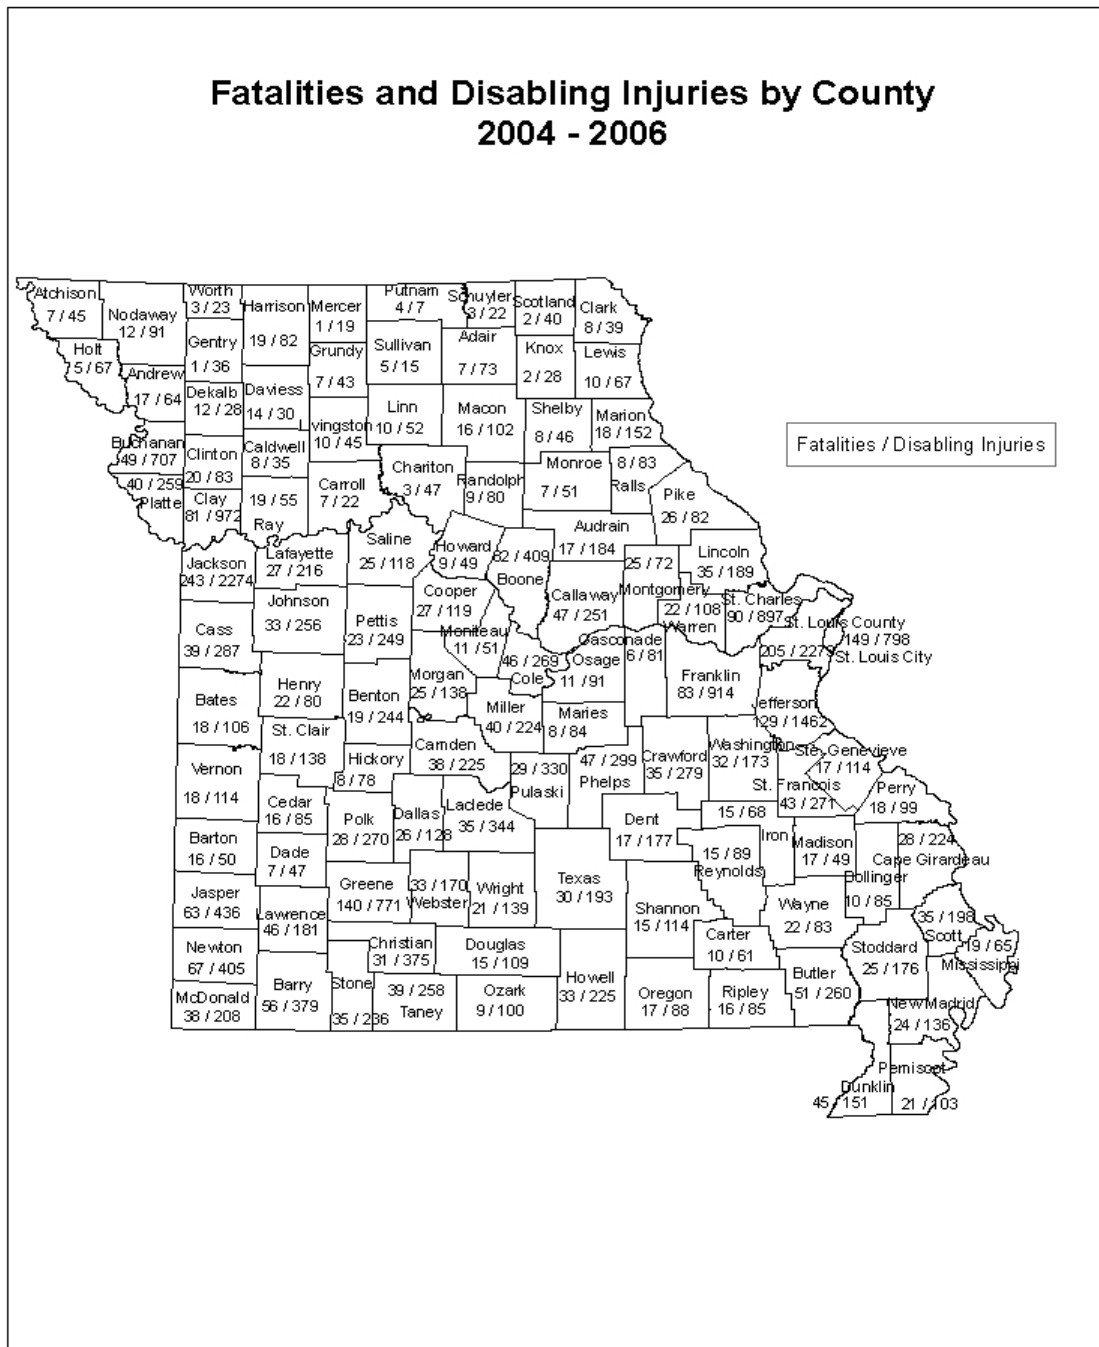 Fatalities and Disabling Injuries by County
2004 - 2006
Fatalities / Disabling Injuries
Atchison
7 / 45
Nodaway
12 / 91
Worth
3 / 23
Harrison
19 / 82
Mercer
1 / 19
Putnam
4 / 7
Schuyler
3 / 22
Scotland
2 / 40
Clark
8 / 39
Holt
5 / 67
Andrew
17 / 64
Gentry
1 / 36
Grundy
7 / 43
Sullivan
5 / 15
Adair
7 / 73
Knox
2 / 28
Lewis
10 / 67
Dekalb
12 / 28
Daviess
14 / 30
Livingston
10 / 45
Linn
10 / 52
Macon
16 / 102
Shelby
8 / 46
Marion
18 / 152
Buchanan
49 / 707
Clinton
20 / 83
Caldwell
8 / 35
Carroll
7 / 22
Chariton
3 / 47
Randolph
9 / 80
Monroe
7 / 51
8 / 83
Ralls
40 / 259
Platte
Clay
81 / 972
19 / 55
Ray
Pike
26 / 82
Audrain
17 / 184
Saline
25 / 118
Howard
9 / 49
409
Boone
25 / 72
Montgomery
Lincoln
35 / 189
Jackson
243 / 2274
Lafayette
27 / 216
Cooper
27 / 119
Callaway
47 / 251
22 / 108
Warren
St. Charles
90 / 897
St. Louis County
205 /
149 / 798
St. Louis City
Johnson
33 / 256
Pettis
23 / 249
Moniteau
11 / 51
46 / 269
Cole
Osage
11 / 91
Gasconade
6 / 81
Franklin
83 / 914
Cass
39 / 287
Henry
22 / 80
Benton
19 / 244
Morgan
25 / 138
Miller
40 / 224
Maries
8 / 84
Jefferson
129 / 1462
Bates
18 / 106
St. Clair
18 / 138
Hickory
8 / 78
Camden
38 / 225
29 / 330
Pulaski
47 / 299
Phelps
Crawford
35 / 279
Washington
32 / 173
Ste. Genevieve
17 / 114
St. Francois
43 / 271
Perry
18 / 99
Vernon
18 / 114
Cedar
16 / 85
Polk
28 / 270
Dallas
26 / 128
Laclede
35 / 344
Dent
17 / 177
15 / 68
Iron
Madison
17 / 49
28 / 224
Cape Girardeau
Barton
16 / 50
Dade
7 / 47
Greene
140 / 771
33 / 170
Webster
Wright
21 / 139
Texas
30 / 193
15 / 89
Reynolds
Bollinger
10 / 85
Jasper
63 / 436
Lawrence
46 / 181
Shannon
15 / 114
Wayne
22 / 83
35 / 198
Scott
19 / 65
Mississippi
Newton
67 / 405
Christian
31 / 375
Douglas
15 / 109
Carter
10 / 61
Stoddard
25 / 176
McDonald
38 / 208
Barry
56 / 379
Stone
35 / 236
39 / 258
Taney
Ozark
9 / 100
Howell
33 / 225
Oregon
17 / 88
Ripley
16 / 85
Butler
51 / 260
New Madrid
24 / 136
Pemiscot
21 / 103
Dunklin
45 / 151